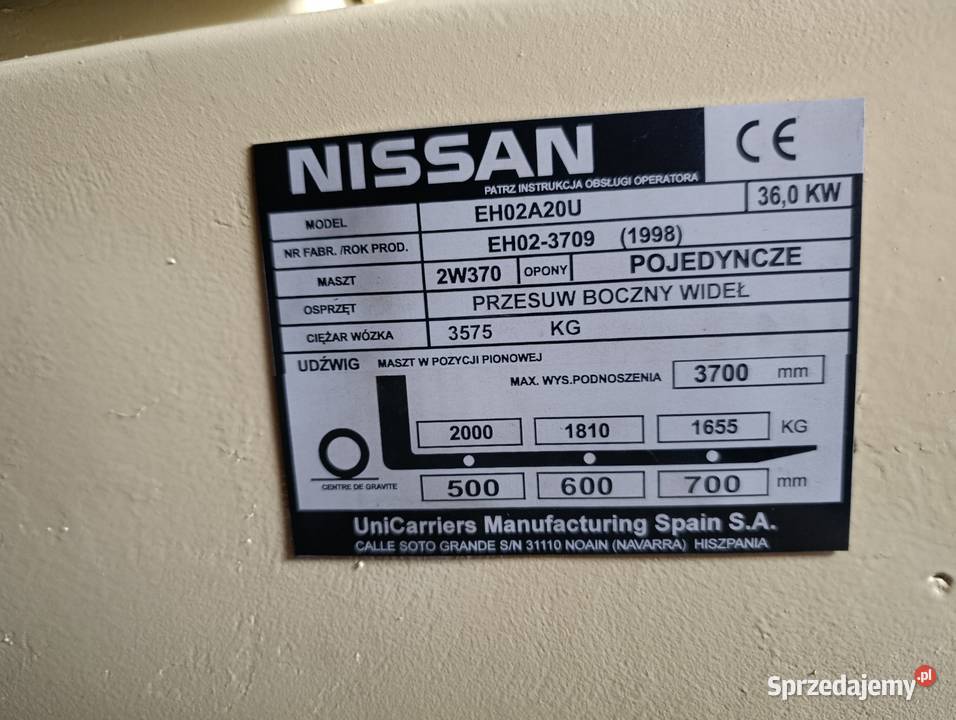 NISSAN CE
PATRZ INSTRUKCJA OBSŁUGI OPERATORA
MODEL EH02A20U 36,0 KW
NR FABR. /ROK PROD. EH02-3709 (1998)
MASZT 2W370 OPONY POJEDYNCZE
OSPRZĘT PRZESUW BOCZNY WIDEŁ
CIĘŻAR WÓZKA 3575 KG
UDŹWIG MASZT W POZYCJI PIONOWEJ
MAX. WYS.PODNOSZENIA 3700 mm
2000 1810 1655 KG
CENTRE DE GRAVITE 500 600 700 mm
UniCarriers Manufacturing Spain S.A.
CALLE SOTO GRANDE S/N 31110 NOAIN (NAVARRA) HISZPANIA
Sprzedajemy.pl